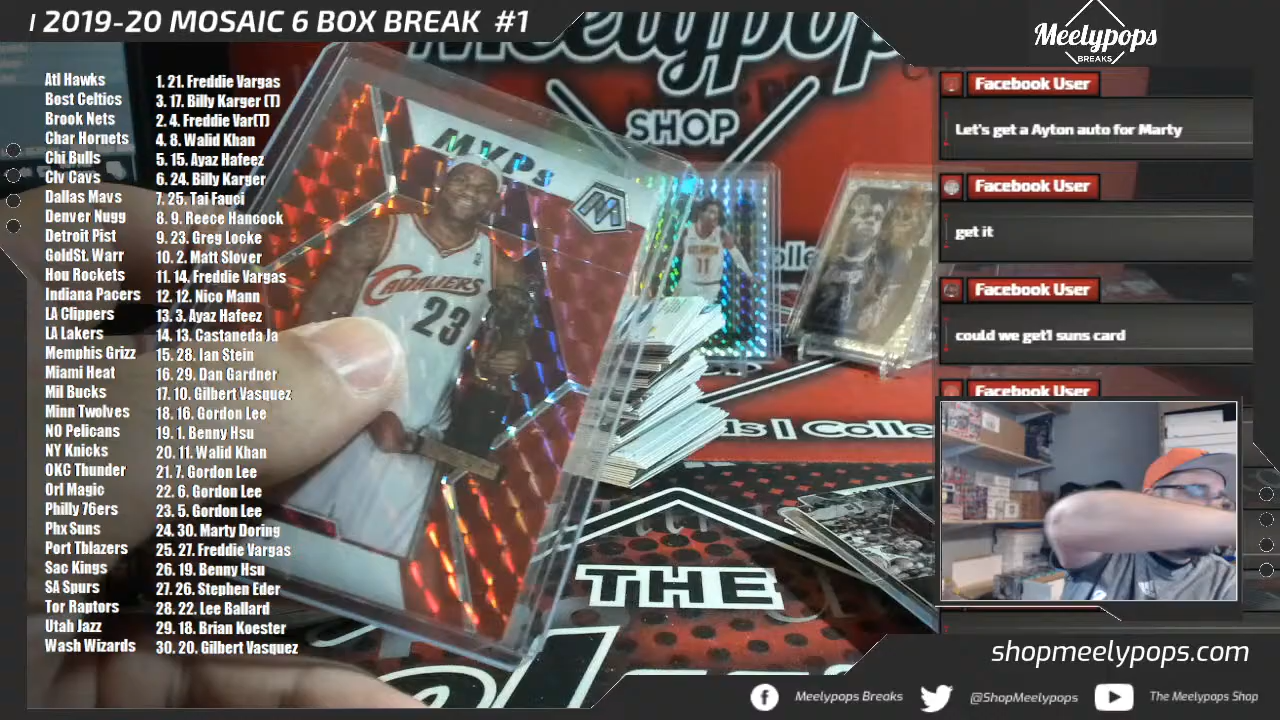 2019-20 MOSAIC 6 BOX BREAK #1
Meelypops
BREAKS
Atl Hawks 1. 21. Freddie Vargas
Bost Celtics 3. 17. Billy Karger (T)
Brook Nets 2. 4. Freddie Var(T)
Char Hornets 4. 8. Walid Khan
Chi Bulls 5. 15. Ayaz Hafeez
Clv Cavs 6. 24. Billy Karger
Dallas Mavs 7. 25. Tai Fauci
Denver Nugg 8. 9. Reece Hancock
Detroit Pist 9. 23. Greg Locke
GoldSt. Warr 10. 2. Matt Slover
Hou Rockets 11. 14. Freddie Vargas
Indiana Pacers 12. 12. Nico Mann
LA Clippers 13. 3. Ayaz Hafeez
LA Lakers 14. 13. Castaneda Ja
Memphis Grizz 15. 28. Ian Stein
Miami Heat 16. 29. Dan Gardner
Mil Bucks 17. 10. Gilbert Vasquez
Minn Twolves 18. 16. Gordon Lee
NO Pelicans 19. 1. Benny Hsu
NY Knicks 20. 11. Walid Khan
OKC Thunder 21. 7. Gordon Lee
Orl Magic 22. 6. Gordon Lee
Philly 76ers 23. 5. Gordon Lee
Phx Suns 24. 30. Marty Doring
Port Tblazers 25. 27. Freddie Vargas
Sac Kings 26. 19. Benny Hsu
SA Spurs 27. 26. Stephen Eder
Tor Raptors 28. 22. Lee Ballard
Utah Jazz 29. 18. Brian Koester
Wash Wizards 30. 20. Gilbert Vasquez
Meelypops
SHOP
MVPs
M
CAVALIERS
23
11
THE
Facebook User
Let's get a Ayton auto for Marty
Facebook User
get it
Facebook User
could we get1 suns card
Facebook User
shopmeelypops.com
Meelypops Breaks
@ShopMeelypops
The Meelypops Shop